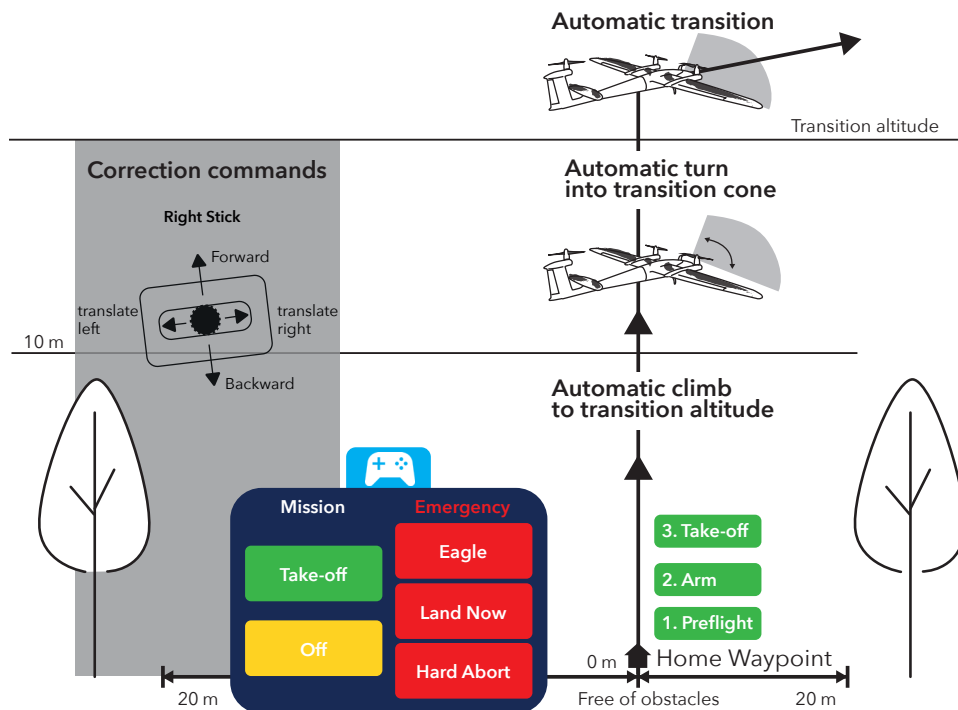 Automatic transition
Transition altitude
Correction commands
Automatic turn
into transition cone
Right Stick
Forward
translate
left
translate
right
10 m
Backward
Automatic climb
to transition altitude
Mission
Emergency
Take-off
Eagle
Land Now
Off
Hard Abort
3. Take-off
2. Arm
1. Preflight
0 m
Home Waypoint
20 m
Free of obstacles
20 m